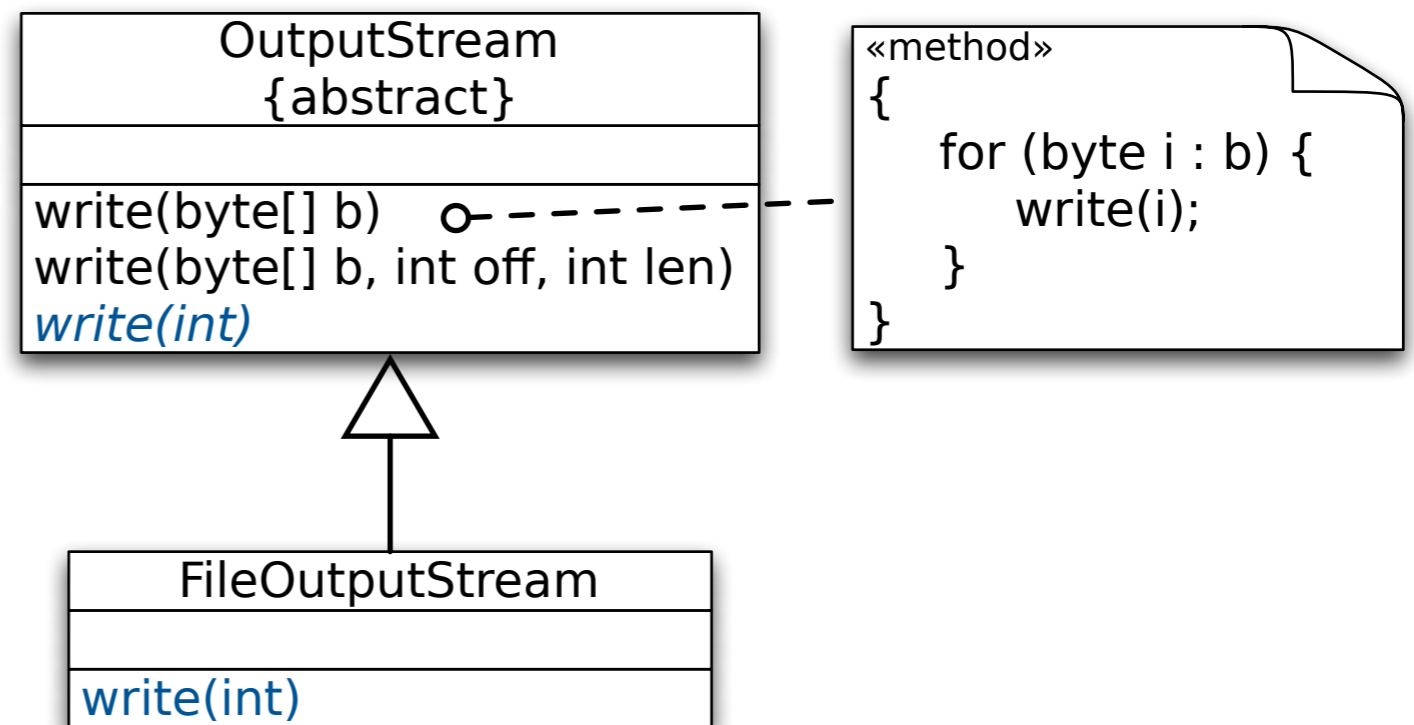 OutputStream
{abstract}
write(byte[] b)
write(byte[] b, int off, int len)
write(int)
«method»
{
for (byte i : b) {
write(i);
}
}
FileOutputStream
write(int)